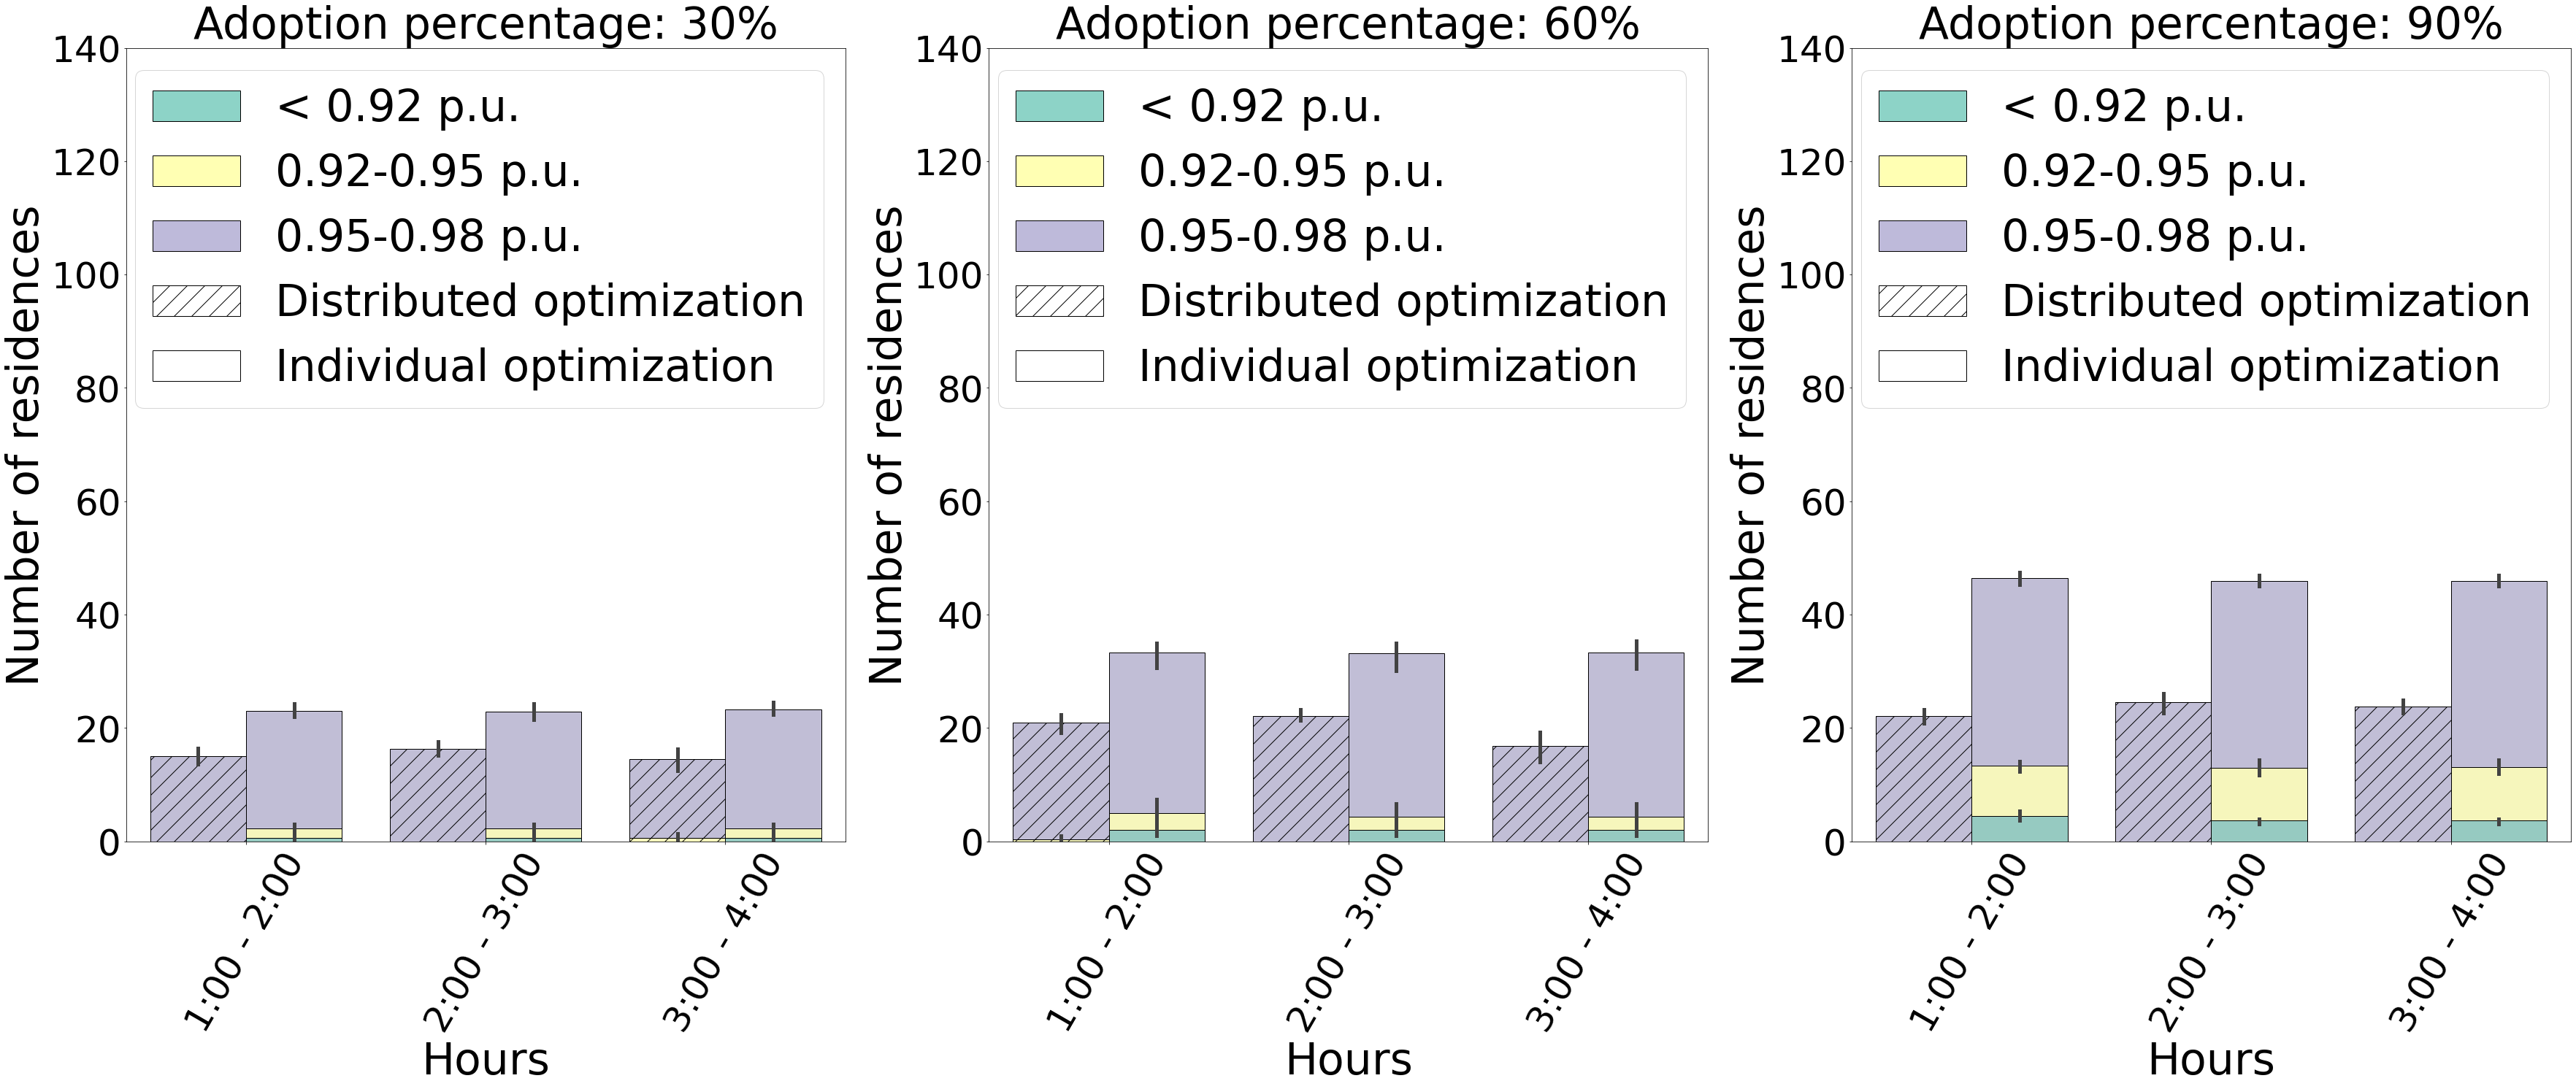 Adoption percentage: 30%
140
120
100
80
60
40
20
0
Number of residences
< 0.92 p.u.
0.92-0.95 p.u.
0.95-0.98 p.u.
Distributed optimization
Individual optimization
1:00 - 2:00
2:00 - 3:00
3:00 - 4:00
Hours
Adoption percentage: 60%
140
120
100
80
60
40
20
0
Number of residences
< 0.92 p.u.
0.92-0.95 p.u.
0.95-0.98 p.u.
Distributed optimization
Individual optimization
1:00 - 2:00
2:00 - 3:00
3:00 - 4:00
Hours
Adoption percentage: 90%
140
120
100
80
60
40
20
0
Number of residences
< 0.92 p.u.
0.92-0.95 p.u.
0.95-0.98 p.u.
Distributed optimization
Individual optimization
1:00 - 2:00
2:00 - 3:00
3:00 - 4:00
Hours